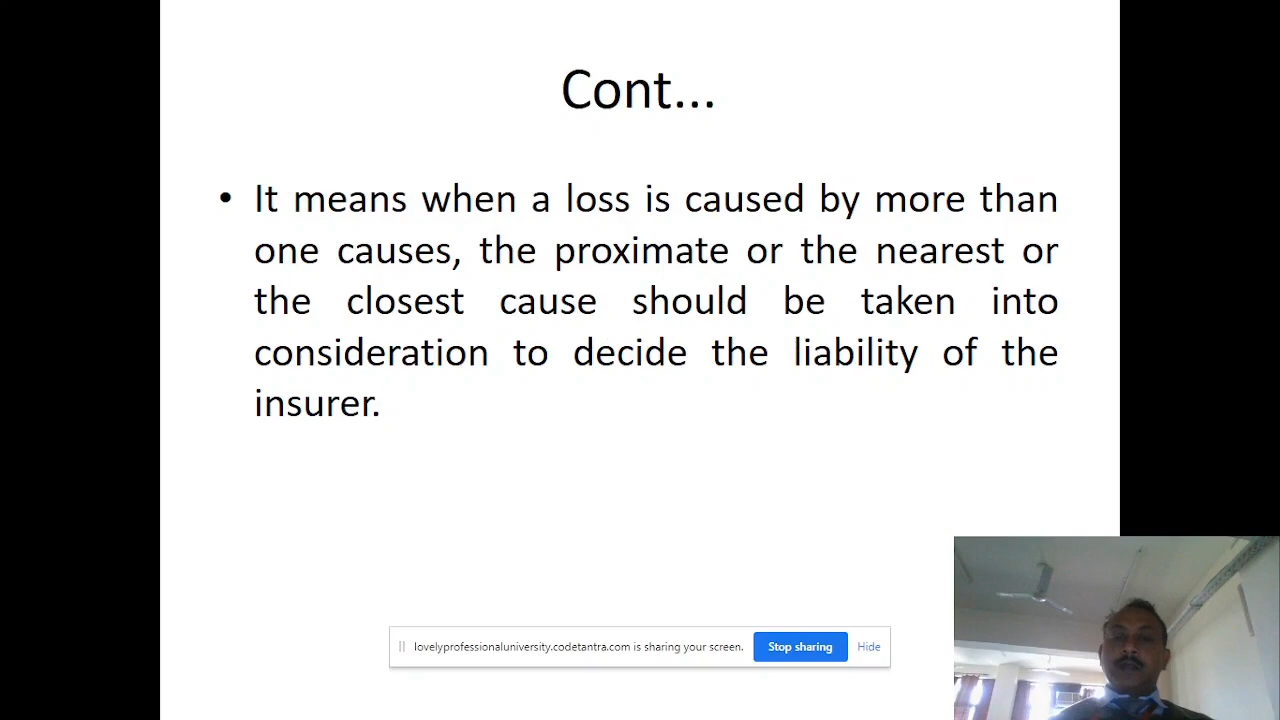 Cont...
• It means when a loss is caused by more than
one causes, the proximate or the nearest or
the closest cause should be taken into
consideration to decide the liability of the
insurer.
lovelyprofessionaluniversity.codetantra.com is sharing your screen. Stop sharing Hide